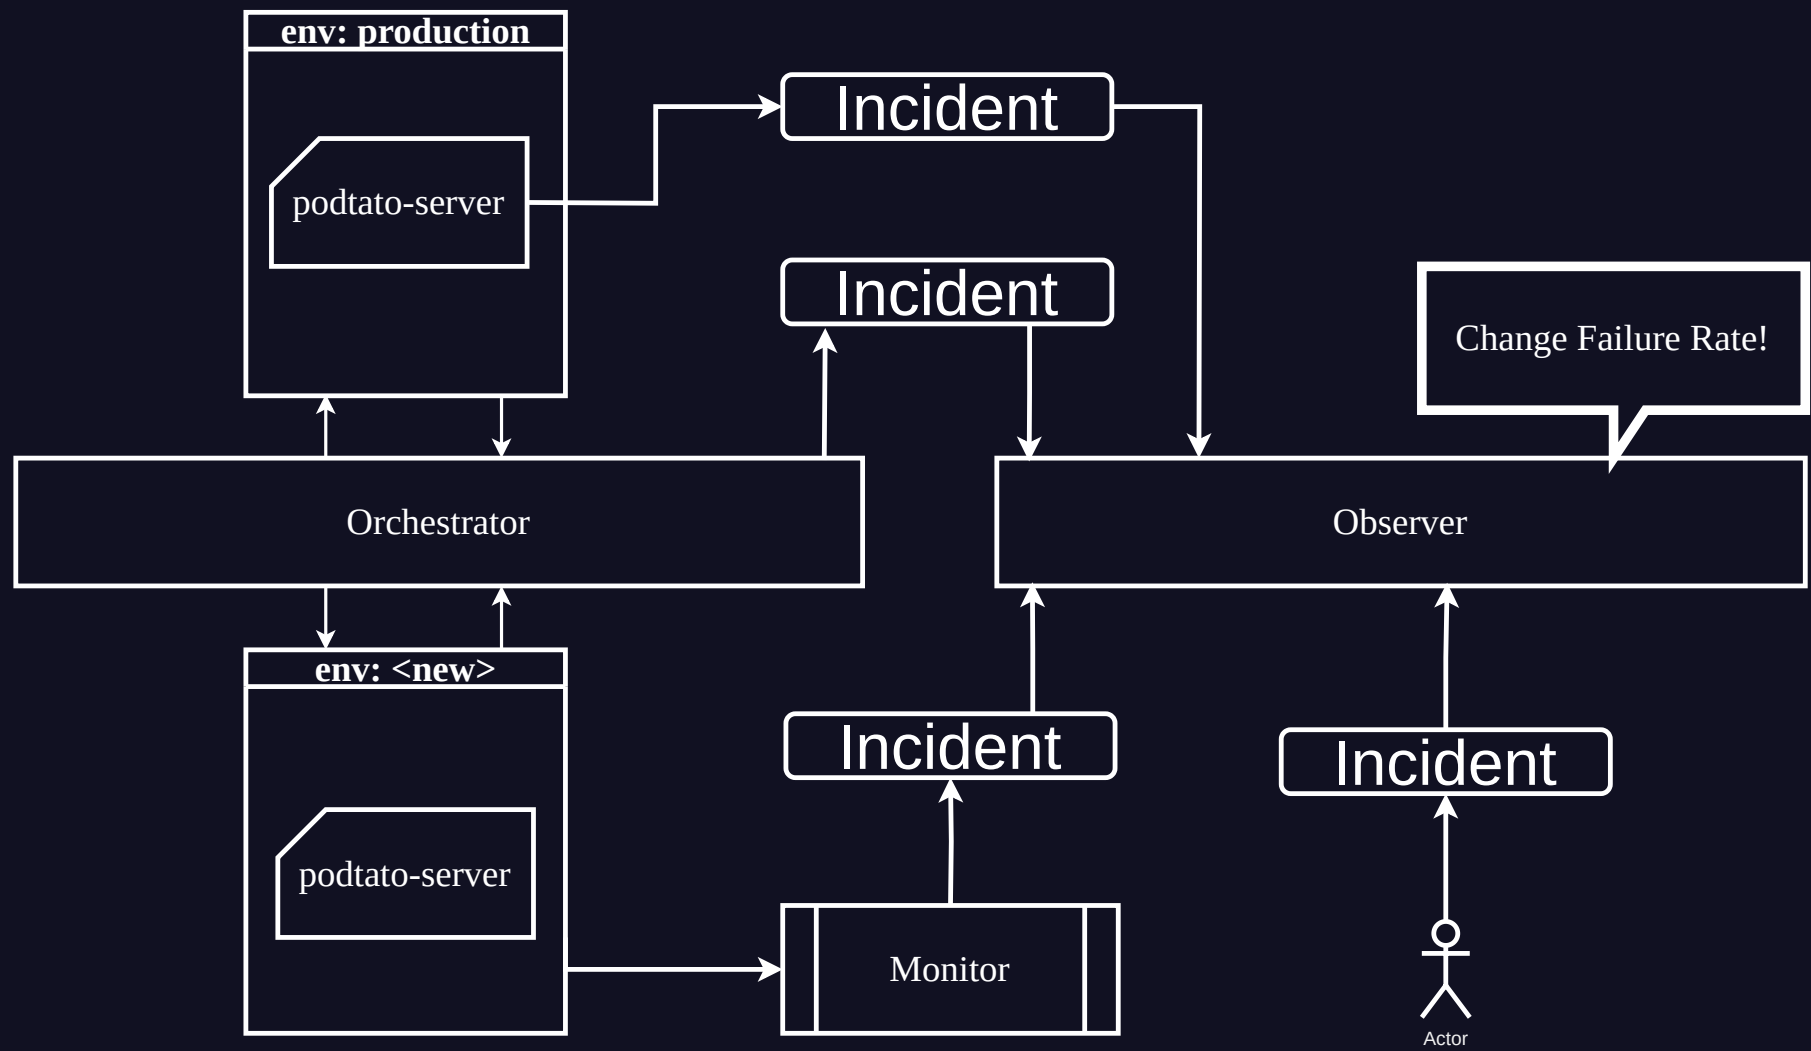 env: production
podtato-server
Incident
Incident
Change Failure Rate!
Orchestrator
Observer
env: <new>
podtato-server
Incident
Incident
Monitor
Actor